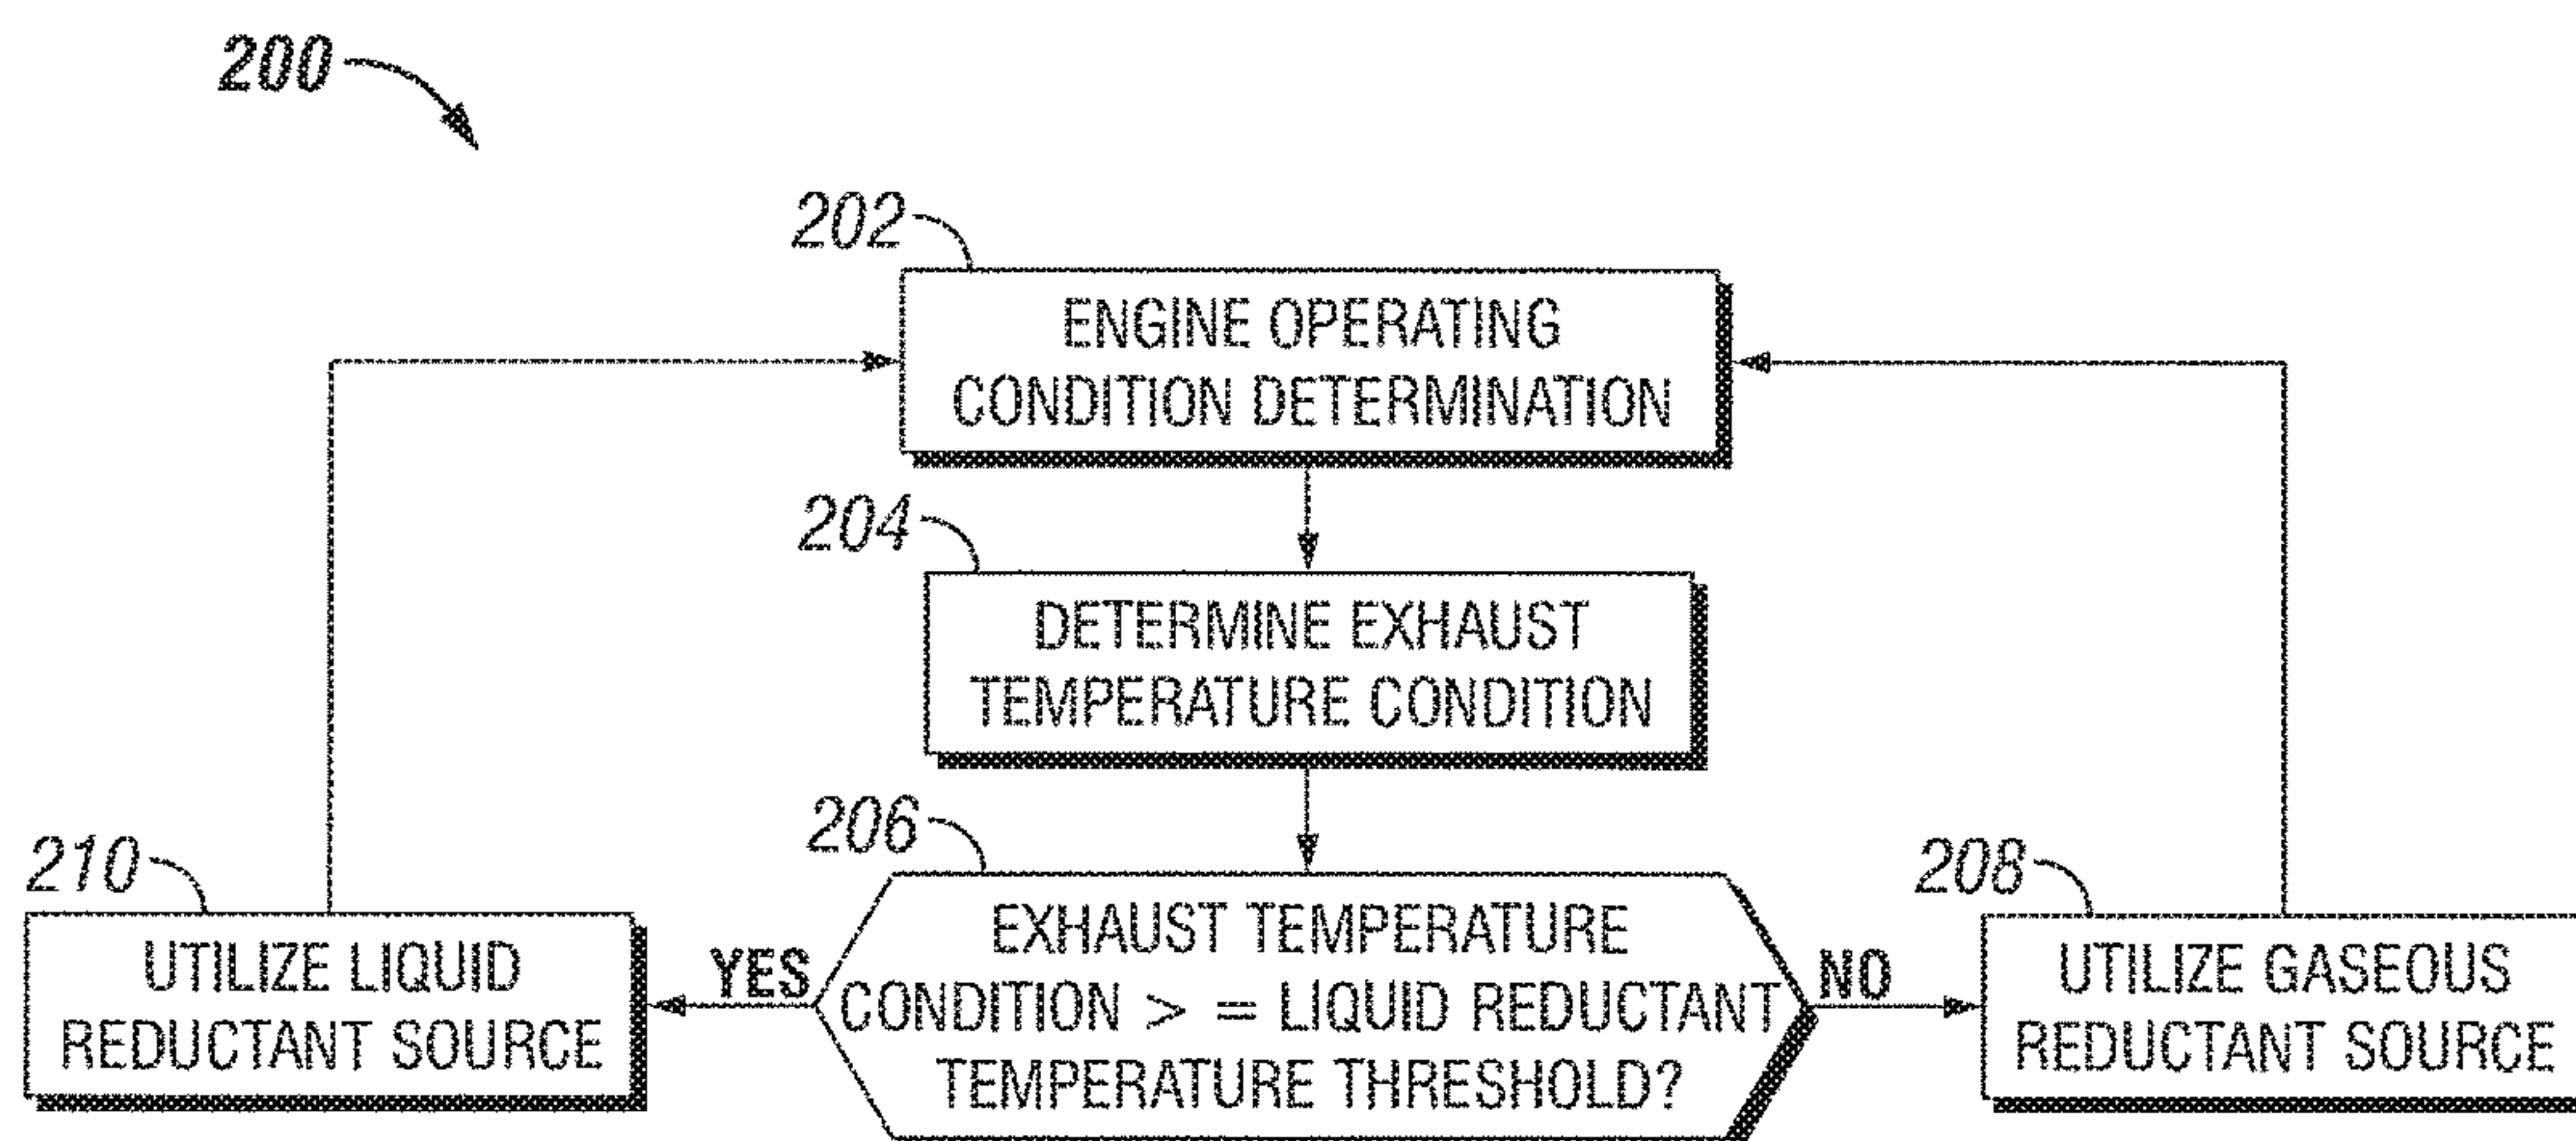 200
202
ENGINE OPERATING
CONDITION DETERMINATION
204
DETERMINE EXHAUST
TEMPERATURE CONDITION
206
EXHAUST TEMPERATURE
CONDITION > = LIQUID REDUCTANT
TEMPERATURE THRESHOLD?
YES
210
UTILIZE LIQUID
REDUCTANT SOURCE
NO
208
UTILIZE GASEOUS
REDUCTANT SOURCE